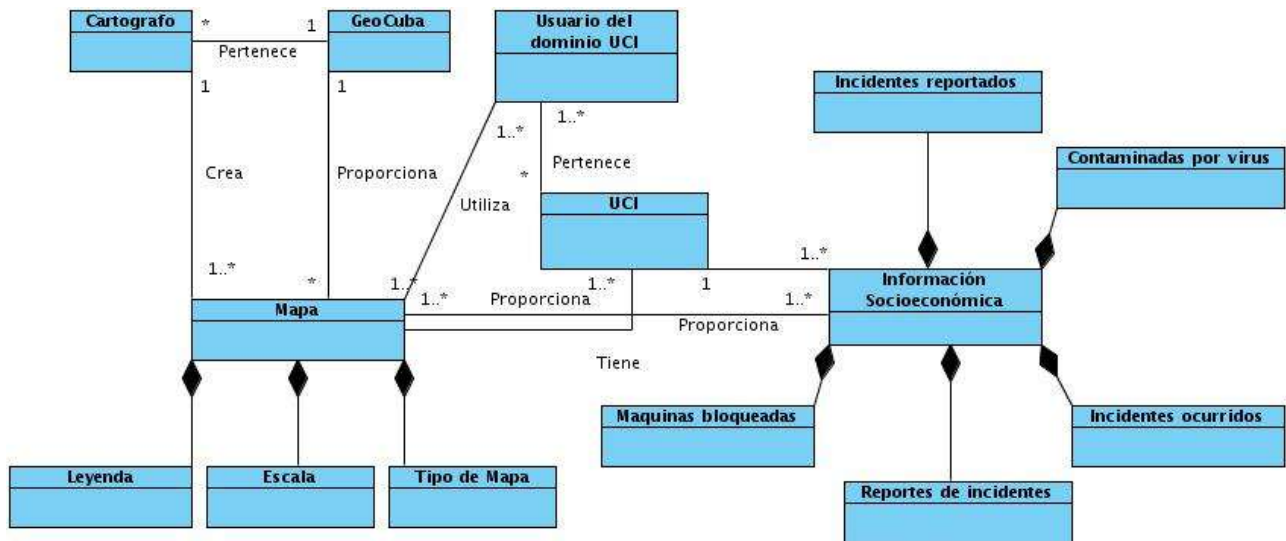 Cartografo
*
1
GeoCuba
Usuario del
dominio UCI
Pertenece
1
1
Incidentes reportados
1..*
1..*
Contaminadas por virus
Crea
Proporciona
Pertenece
*
Utiliza
UCI
1..*
*
1..*
1..*
1..*
1
1..*
1..*
Información
Socioeconómica
Mapa
Proporciona
Proporciona
Tiene
Maquinas bloqueadas
Incidentes ocurridos
Leyenda
Escala
Tipo de Mapa
Reportes de incidentes